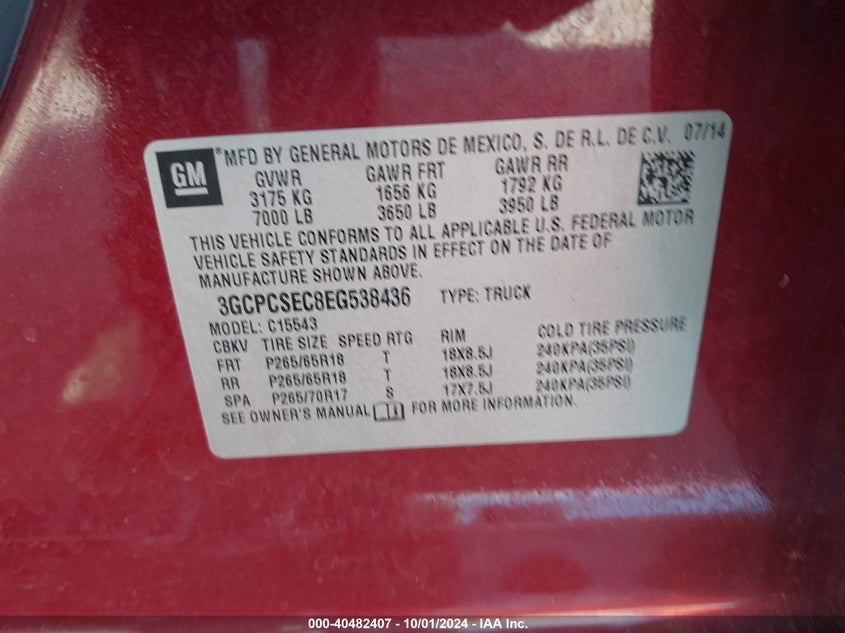 GM
®MFD BY GENERAL MOTORS DE MEXICO, S. DE R.L. DE C.V. 07/14
GVWR GAWR FRT GAWR RR
3175 KG 1656 KG 1792 KG
7000 LB 3650 LB 3950 LB
THIS VEHICLE CONFORMS TO ALL APPLICABLE U.S. FEDERAL MOTOR
VEHICLE SAFETY STANDARDS IN EFFECT ON THE DATE OF
MANUFACTURE SHOWN ABOVE.
3GCPCSEC8EG538436 TYPE: TRUCK
MODEL: C15543
CBKV TIRE SIZE SPEED RTG RIM COLD TIRE PRESSURE
FRT P265/65R18 T 18X8.5J 240KPA(35PSI)
RR P265/65R18 T 18X8.5J 240KPA(35PSI)
SPA P265/70R17 S 17X7.5J 240KPA(35PSI)
SEE OWNER'S MANUAL FOR MORE INFORMATION.
000-40482407 - 10/01/2024 - IAA Inc.